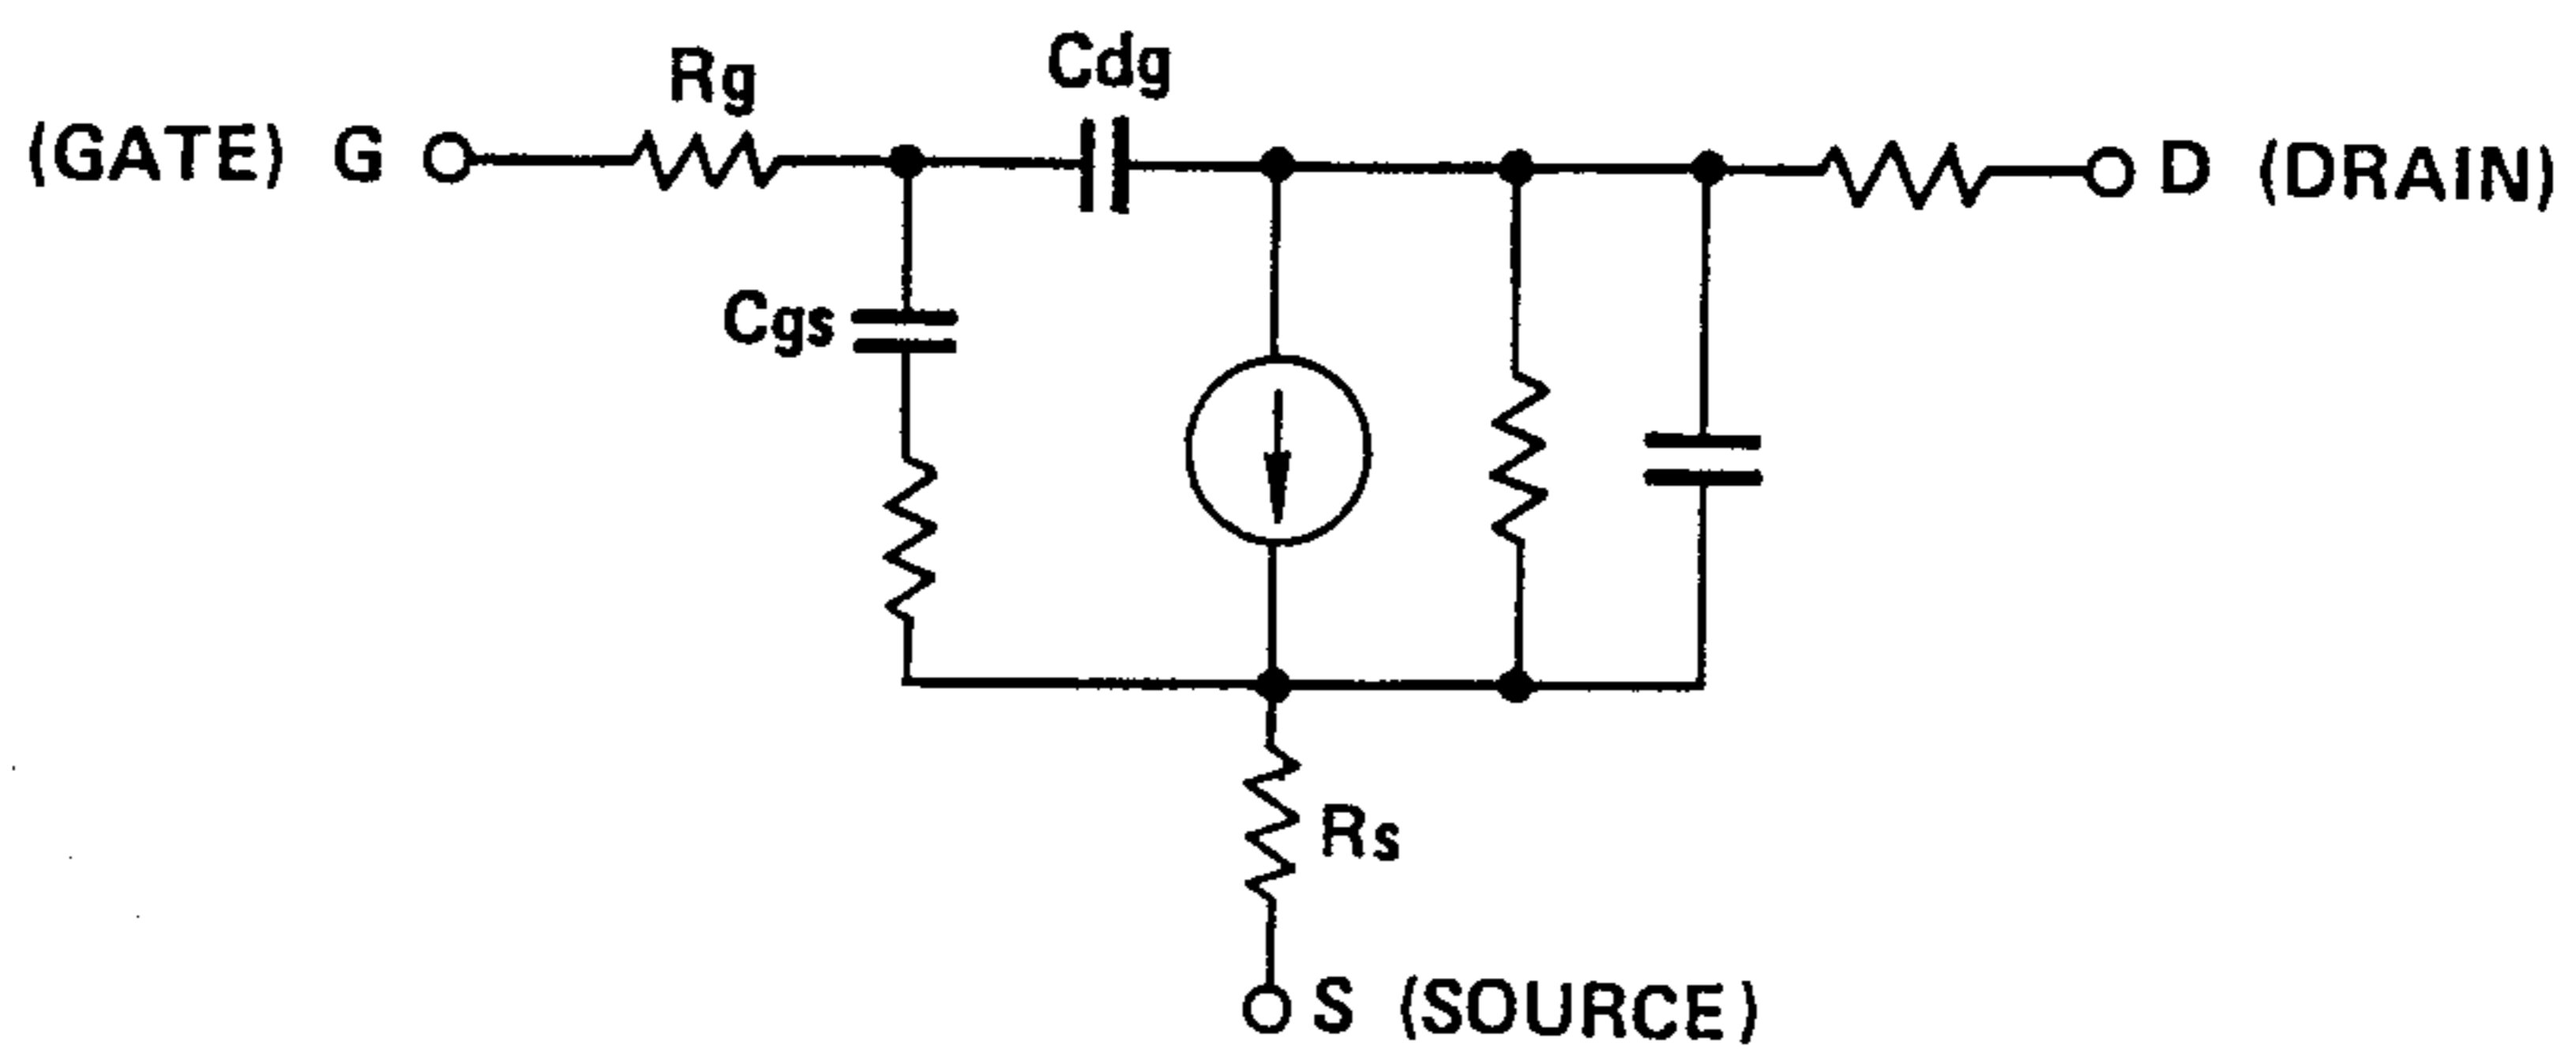 Rg
Cdg
(GATE) G
D (DRAIN)
Cgs
Rs
S (SOURCE)